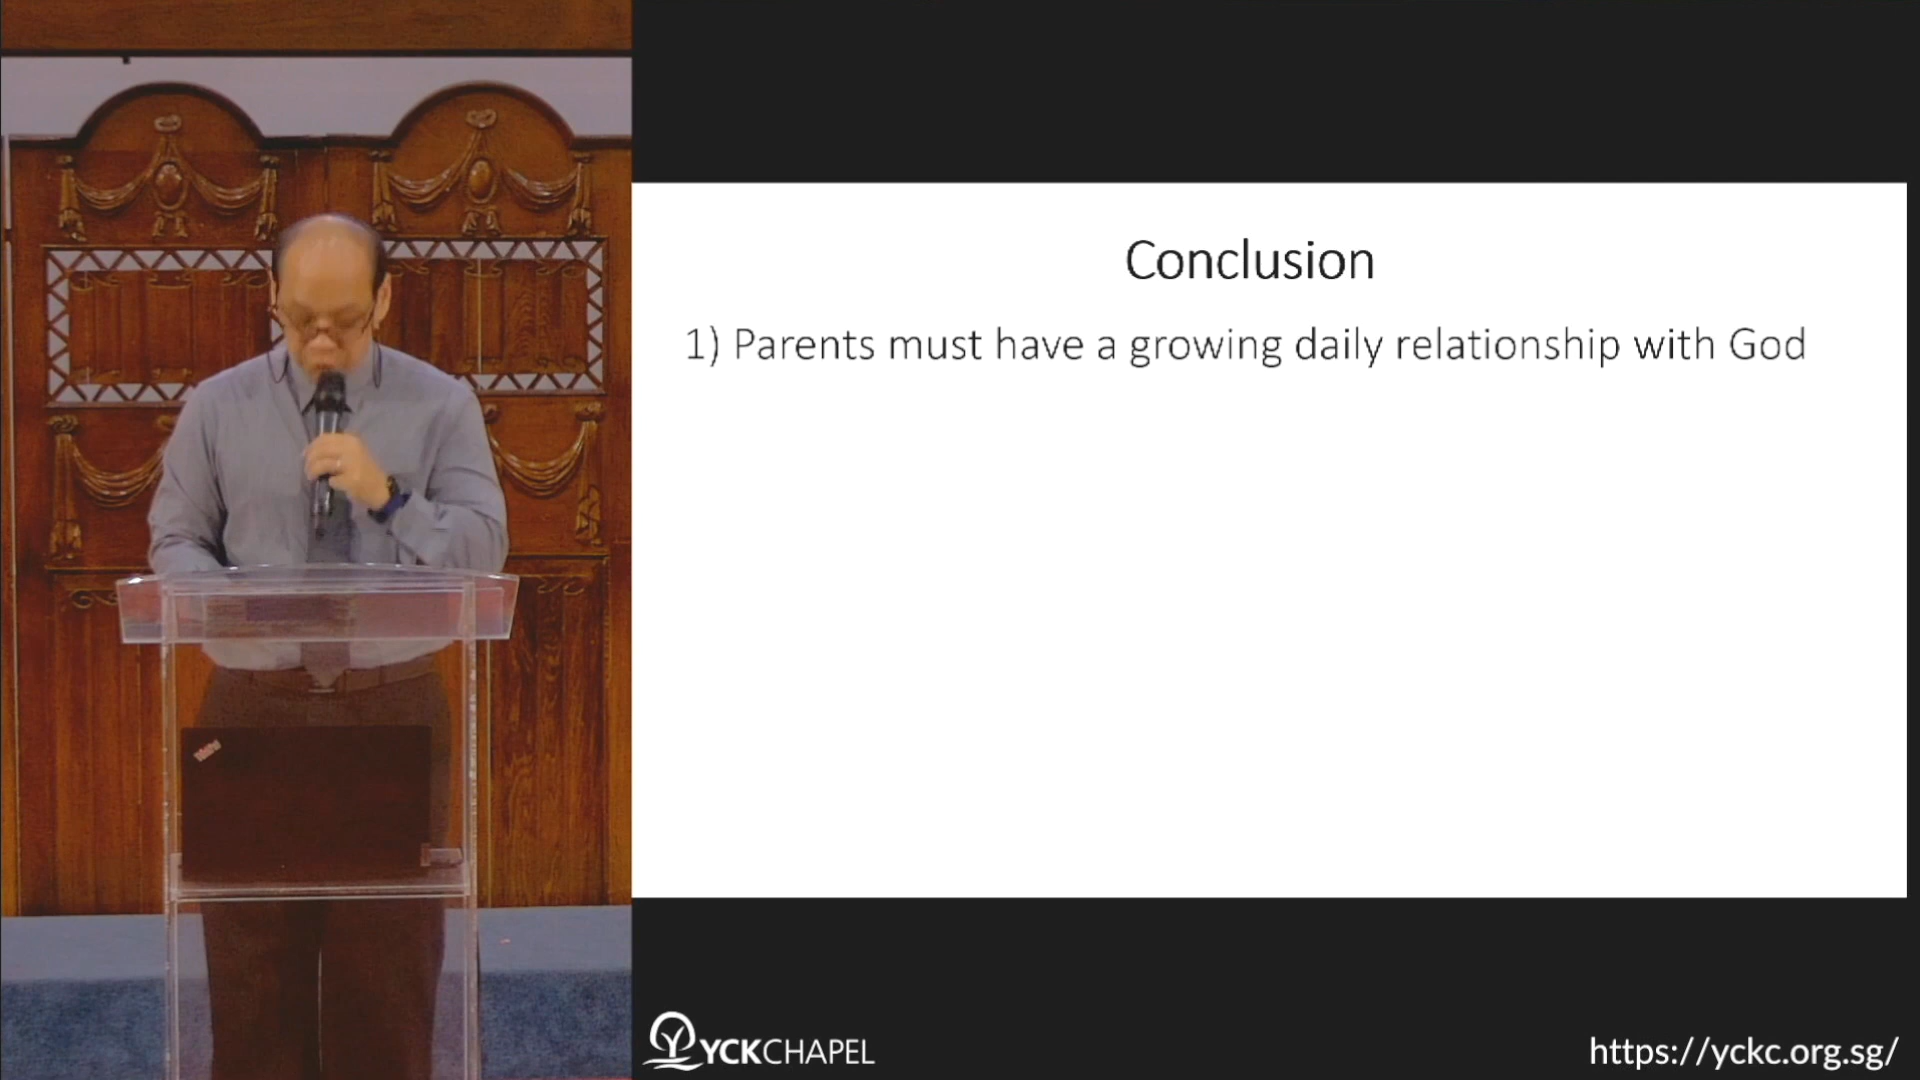 Conclusion
1) Parents must have a growing daily relationship with God
YCKCHAPEL
https://yckc.org.sg/